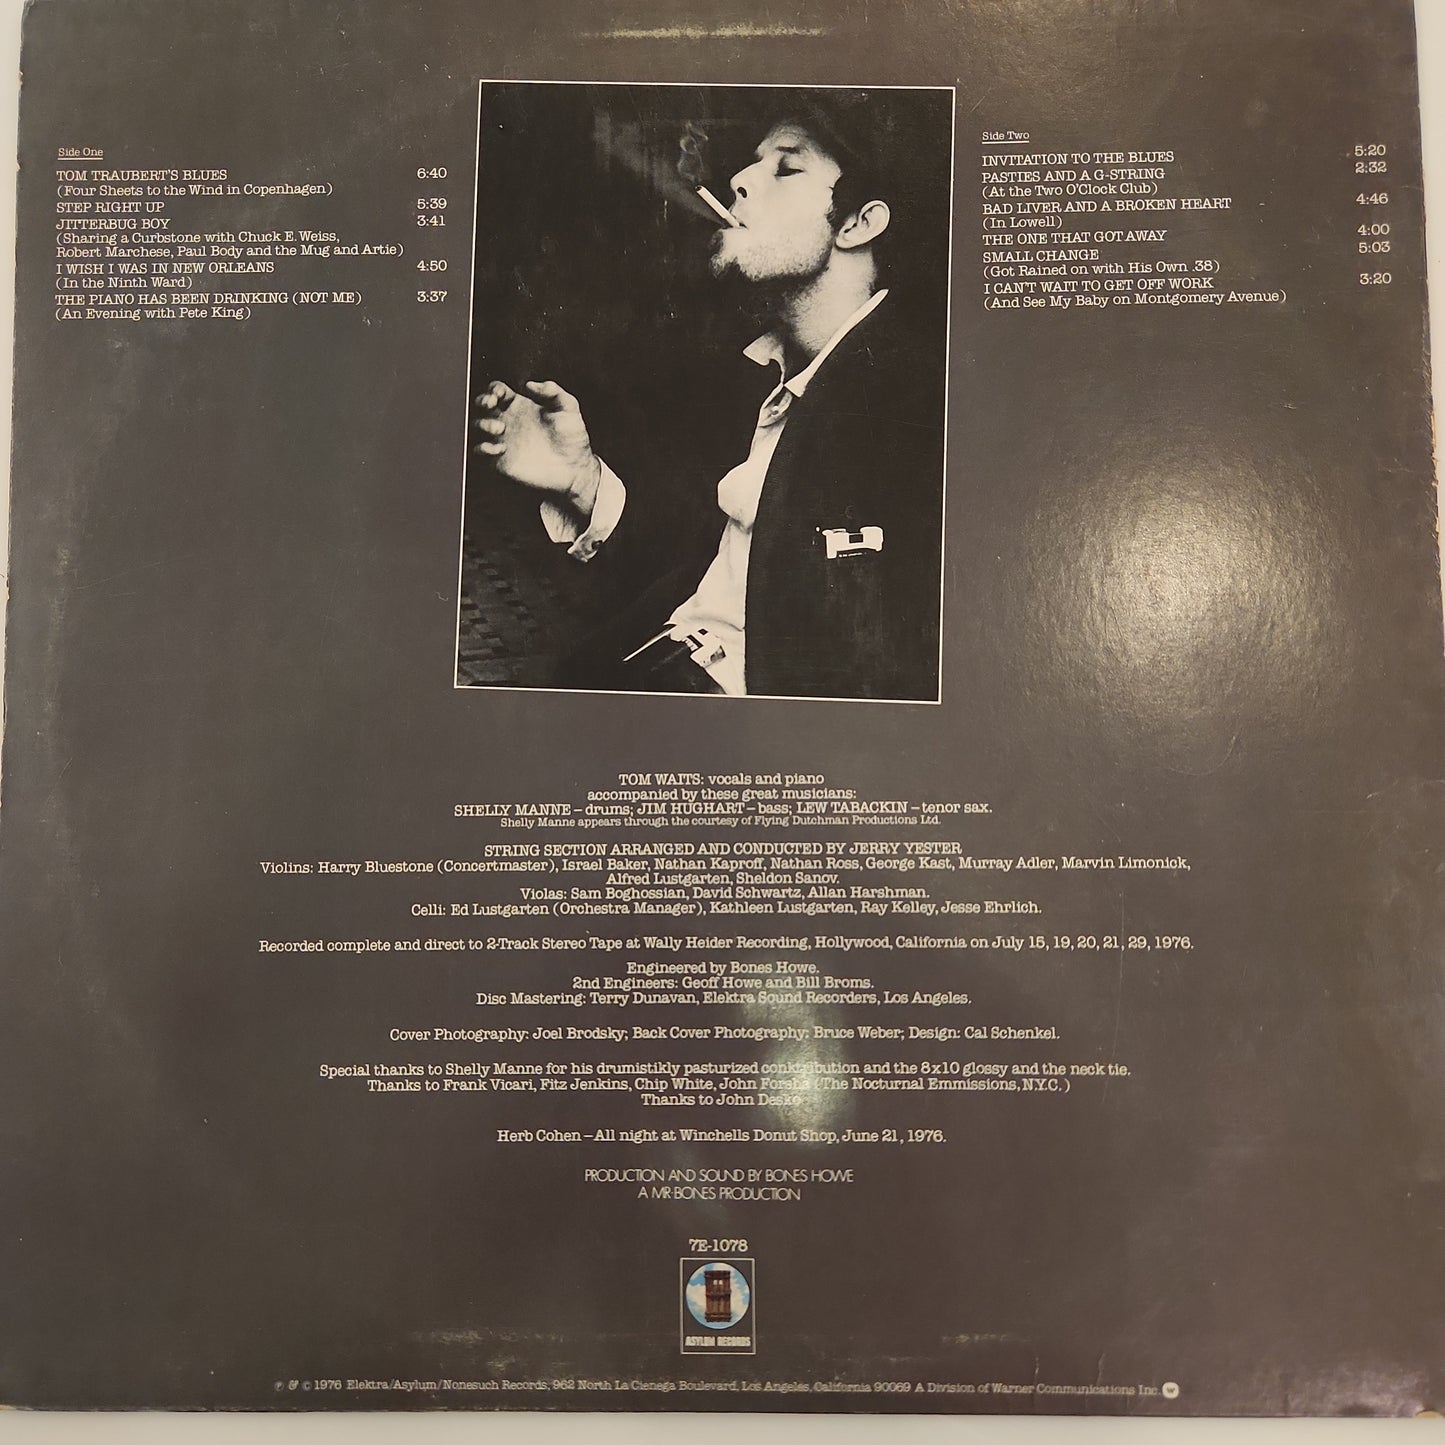 Side One
TOM TRAUBERT'S BLUES 6:40
(Four Sheets to the Wind in Copenhagen)
STEP RIGHT UP 5:39
JITTERBUG BOY 3:41
(Sharing a Curbstone with Chuck E. Weiss,
Robert Marchese, Paul Body and the Mug and Artie)
I WISH I WAS IN NEW ORLEANS 4:50
(In the Ninth Ward)
THE PIANO HAS BEEN DRINKING (NOT ME) 3:37
(An Evening with Pete King)
Side Two
INVITATION TO THE BLUES 5:20
PASTIES AND A G-STRING 2:32
(At the Two O'Clock Club)
BAD LIVER AND A BROKEN HEART 4:46
(In Lowell)
THE ONE THAT GOT AWAY 4:00
SMALL CHANGE 5:03
(Got Rained on with His Own .38)
I CAN'T WAIT TO GET OFF WORK 3:20
(And See My Baby on Montgomery Avenue)
TOM WAITS: vocals and piano
accompanied by these great musicians:
SHELLY MANNE – drums; JIM HUGHART – bass; LEW TABACKIN – tenor sax.
Shelly Manne appears through the courtesy of Flying Dutchman Productions Ltd.
STRING SECTION ARRANGED AND CONDUCTED BY JERRY YESTER
Violins: Harry Bluestone (Concertmaster), Israel Baker, Nathan Kaproff, Nathan Ross, George Kast, Murray Adler, Marvin Limonick,
Alfred Lustgarten, Sheldon Sanov.
Violas: Sam Boghossian, David Schwartz, Allan Harshman.
Celli: Ed Lustgarten (Orchestra Manager), Kathleen Lustgarten, Ray Kelley, Jesse Ehrlich.
Recorded complete and direct to 2-Track Stereo Tape at Wally Heider Recording, Hollywood, California on July 15, 19, 20, 21, 29, 1976.
Engineered by Bones Howe.
2nd Engineers: Geoff Howe and Bill Broms.
Disc Mastering: Terry Dunavan, Elektra Sound Recorders, Los Angeles.
Cover Photography: Joel Brodsky; Back Cover Photography: Bruce Weber; Design: Cal Schenkel.
Special thanks to Shelly Manne for his drumistikly pasturized contribution and the 8x10 glossy and the neck tie.
Thanks to Frank Vicari, Fitz Jenkins, Chip White, John Forsha (The Nocturnal Emmissions, N.Y.C.)
Thanks to John Desko
Herb Cohen – All night at Winchells Donut Shop, June 21, 1976.
PRODUCTION AND SOUND BY BONES HOWE
A MR·BONES PRODUCTION
7E-1078
ASYLUM RECORDS
℗ & © 1976 Elektra/Asylum/Nonesuch Records, 962 North La Cienega Boulevard, Los Angeles, California 90069 A Division of Warner Communications Inc.